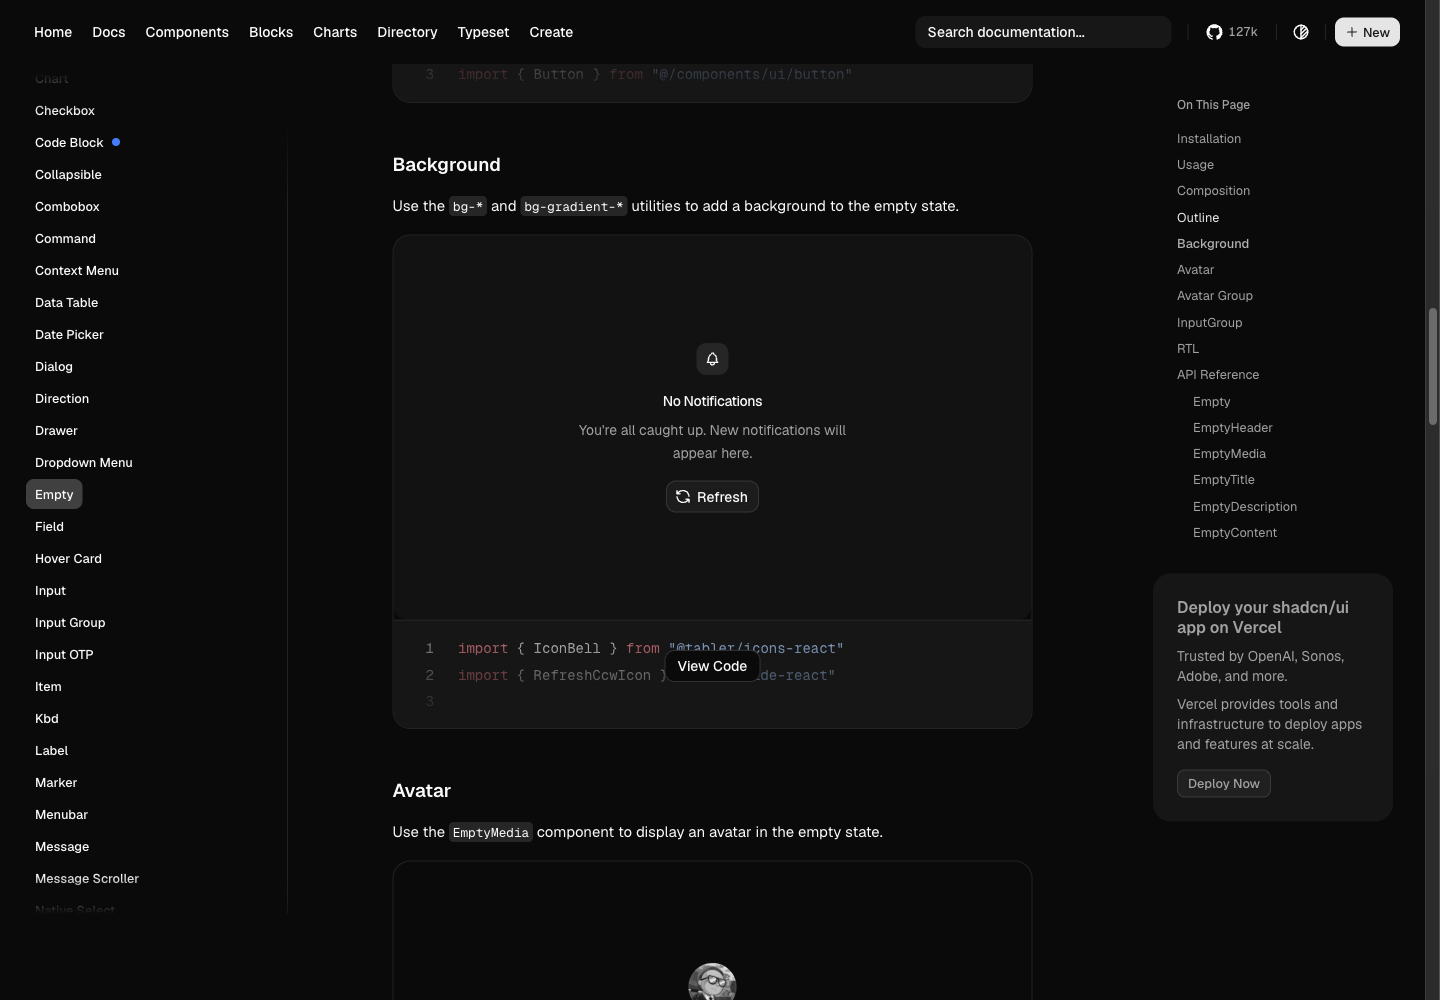 Home Docs Components Blocks Charts Directory Typeset Create
Search documentation...
127k
New
Chart
Checkbox
Code Block
Collapsible
Combobox
Command
Context Menu
Data Table
Date Picker
Dialog
Direction
Drawer
Dropdown Menu
Empty
Field
Hover Card
Input
Input Group
Input OTP
Item
Kbd
Label
Marker
Menubar
Message
Message Scroller
Native Select
3 import { Button } from "@/components/ui/button"
Background
Use the bg-* and bg-gradient-* utilities to add a background to the empty state.
No Notifications
You're all caught up. New notifications will
appear here.
Refresh
1 import { IconBell } from "@tabler/icons-react"
2 import { RefreshCcwIcon } de-react"
3
View Code
Avatar
Use the EmptyMedia component to display an avatar in the empty state.
On This Page
Installation
Usage
Composition
Outline
Background
Avatar
Avatar Group
InputGroup
RTL
API Reference
Empty
EmptyHeader
EmptyMedia
EmptyTitle
EmptyDescription
EmptyContent
Deploy your shadcn/ui
app on Vercel
Trusted by OpenAI, Sonos,
Adobe, and more.
Vercel provides tools and
infrastructure to deploy apps
and features at scale.
Deploy Now